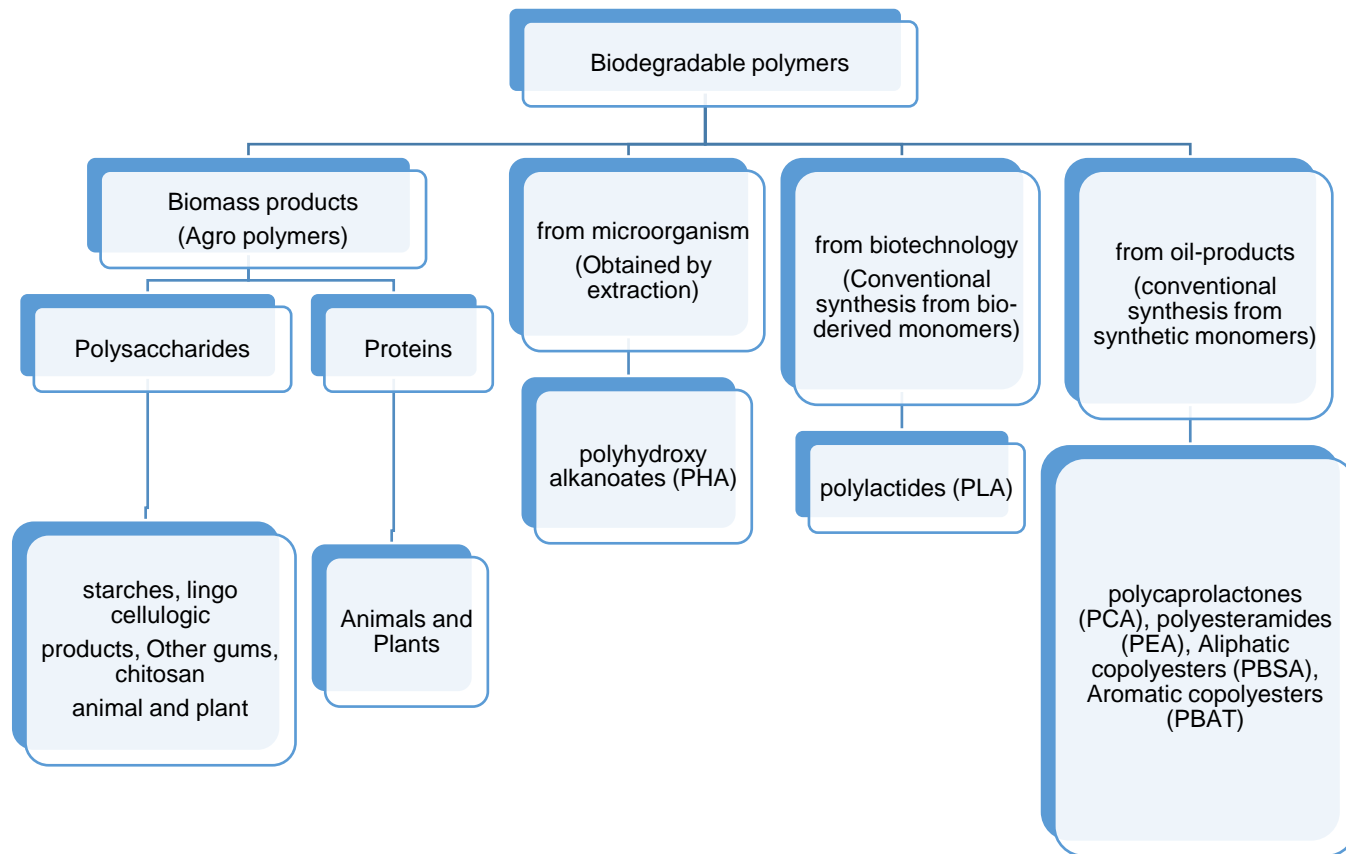 Biodegradable polymers
Biomass products
(Agro polymers)
from microorganism
(Obtained by
extraction)
from biotechnology
(Conventional
synthesis from bio-
derived monomers)
from oil-products
(conventional
synthesis from
synthetic monomers)
Polysaccharides
Proteins
polyhydroxy
alkanoates (PHA)
polylactides (PLA)
starches, lingo
cellulogic
products, Other gums,
chitosan
animal and plant
Animals and
Plants
polycaprolactones
(PCA), polyesteramides
(PEA), Aliphatic
copolyesters (PBSA),
Aromatic copolyesters
(PBAT)